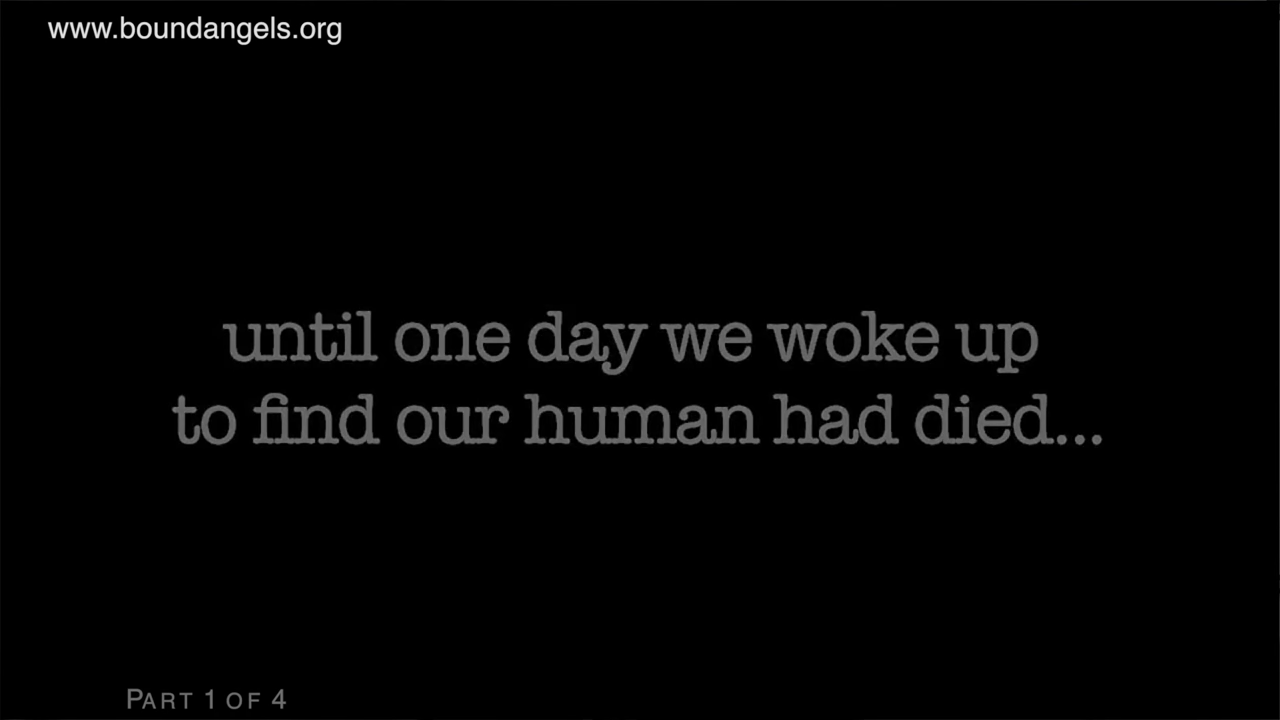 www.boundangels.org
until one day we woke up
to find our human had died...
PART 1 OF 4